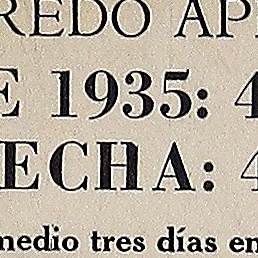 REDO AP
E 1935: 4
ECHA: 4
medio tres días en